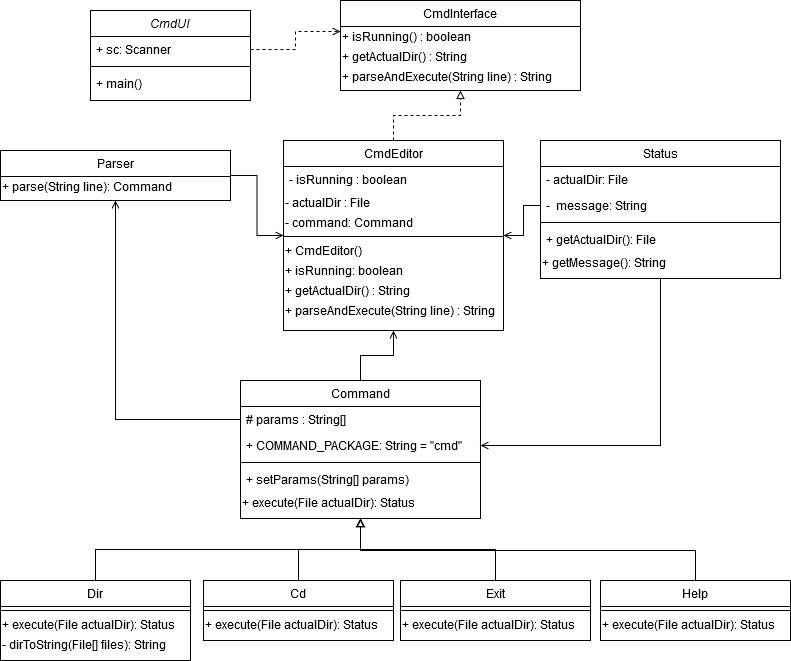 CmdUI
+ sc: Scanner
+ main()
CmdInterface
+ isRunning() : boolean
+ getActualDir() : String
+ parseAndExecute(String line) : String
Parser
+ parse(String line): Command
CmdEditor
- isRunning : boolean
- actualDir : File
- command: Command
+ CmdEditor()
+ isRunning: boolean
+ getActualDir() : String
+ parseAndExecute(String line) : String
Status
- actualDir: File
- message: String
+ getActualDir(): File
+ getMessage(): String
Command
# params : String[]
+ COMMAND_PACKAGE: String = "cmd"
+ setParams(String[] params)
+ execute(File actualDir): Status
Dir
+ execute(File actualDir): Status
- dirToString(File[] files): String
Cd
+ execute(File actualDir): Status
Exit
+ execute(File actualDir): Status
Help
+ execute(File actualDir): Status